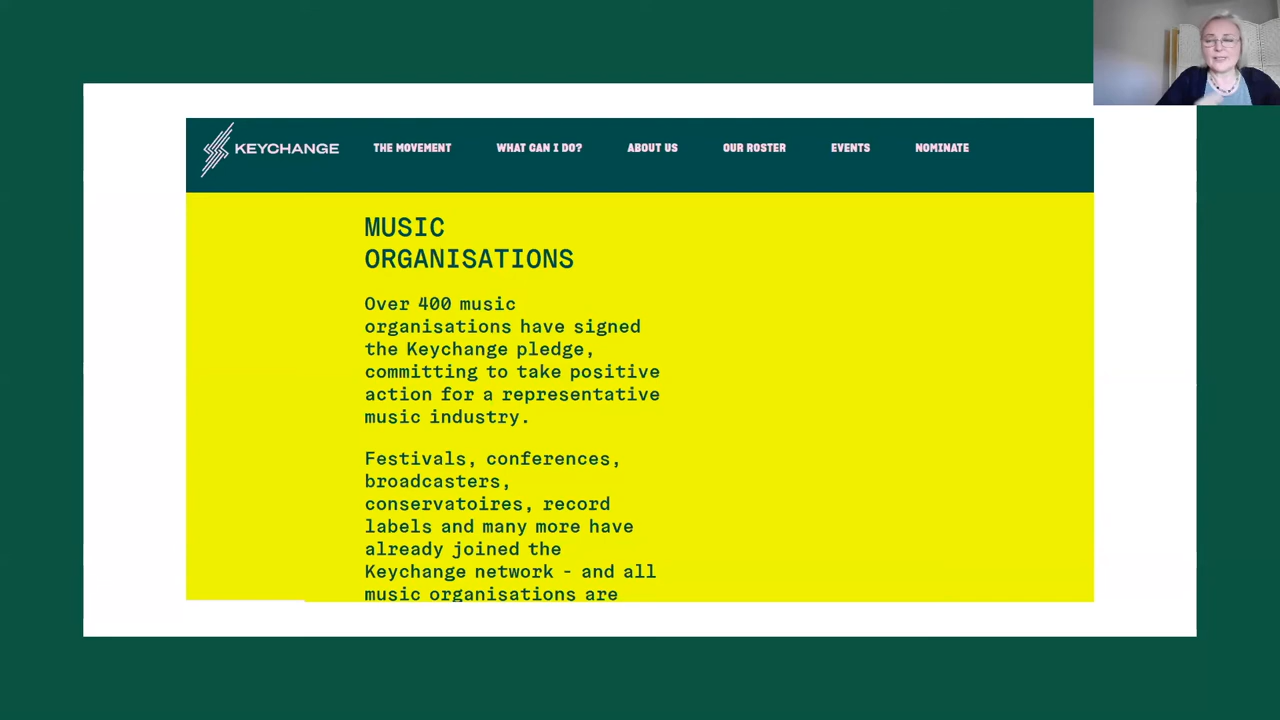 KEYCHANGE THE MOVEMENT WHAT CAN I DO? ABOUT US OUR ROSTER EVENTS NOMINATE
MUSIC
ORGANISATIONS
Over 400 music
organisations have signed
the Keychange pledge,
committing to take positive
action for a representative
music industry.
Festivals, conferences,
broadcasters,
conservatoires, record
labels and many more have
already joined the
Keychange network - and all
music organisations are